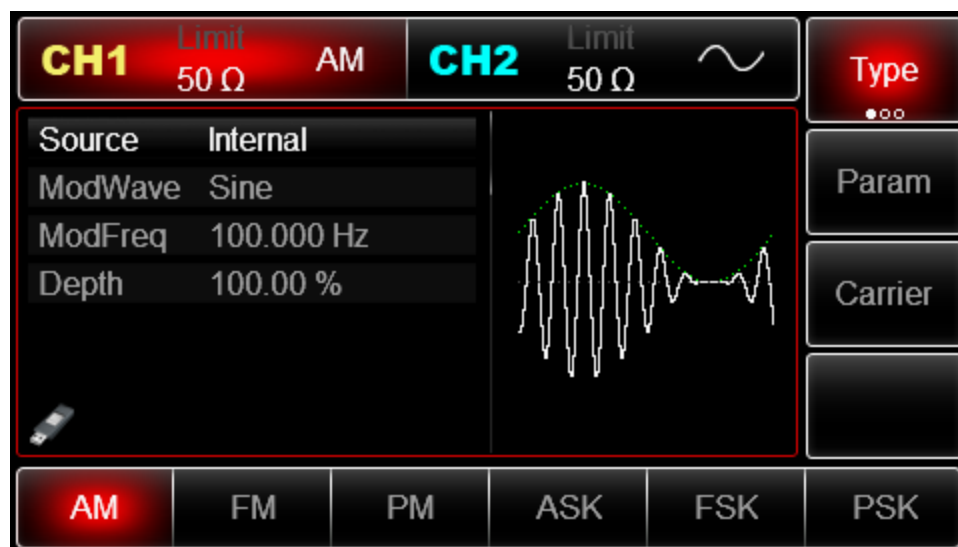 CH1 Limit 50 Ω AM CH2 Limit 50 Ω Type
Source Internal
ModWave Sine
ModFreq 100.000 Hz
Depth 100.00 %
Param
Carrier
AM FM PM ASK FSK PSK